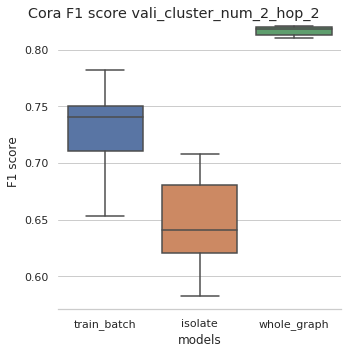 Cora F1 score vali_cluster_num_2_hop_2
0.80
0.75
0.70
0.65
0.60
F1 score
train_batch isolate whole_graph
models